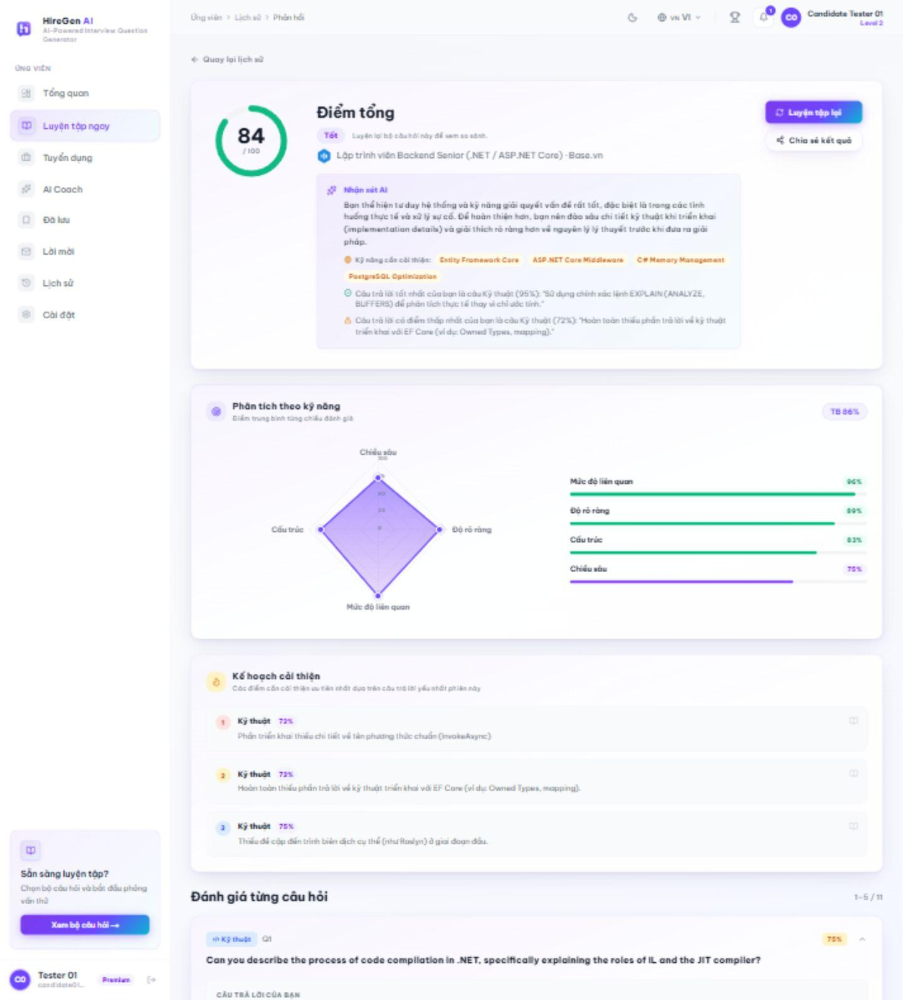 HireGen AI
AI-Powered Interview Question
Generator
ỨNG VIÊN
Tổng quan
Luyện tập ngay
Tuyển dụng
AI Coach
Đã lưu
Lời mời
Lịch sử
Cài đặt
Sẵn sàng luyện tập?
Chọn bộ câu hỏi và bắt đầu phỏng
vấn thử
Xem bộ câu hỏi →
C0
Tester 01
candidate01...
Premium
Ứng viên > Lịch sử > Phản hồi
VN VI
1
C0
Candidate Tester 01
Level 2
← Quay lại lịch sử
84
/ 100
Điểm tổng
Tốt
Luyện lại bộ câu hỏi này để xem so sánh.
Lập trình viên Backend Senior (.NET / ASP.NET Core) · Base.vn
Luyện tập lại
Chia sẻ kết quả
Nhận xét AI
Bạn thể hiện tư duy hệ thống và kỹ năng giải quyết vấn đề rất tốt, đặc biệt là trong các tình
huống thực tế và xử lý sự cố. Để hoàn thiện hơn, bạn nên đào sâu chi tiết kỹ thuật khi triển khai
(implementation details) và giải thích rõ ràng hơn về nguyên lý lý thuyết trước khi đưa ra giải
pháp.
Kỹ năng cần cải thiện: Entity Framework Core ASP.NET Core Middleware C# Memory Management
PostgreSQL Optimization
Câu trả lời tốt nhất của bạn là câu Kỹ thuật (95%): "Sử dụng chính xác lệnh EXPLAIN (ANALYZE,
BUFFERS) để phân tích thực tế thay vì chỉ ước tính."
Câu trả lời có điểm thấp nhất của bạn là câu Kỹ thuật (72%): "Hoàn toàn thiếu phần trả lời về kỹ thuật
triển khai với EF Core (ví dụ: Owned Types, mapping)."
Phân tích theo kỹ năng
Điểm trung bình từng chiều đánh giá
TB 86%
Chiều sâu
100
50
25
0
Cấu trúc
Độ rõ ràng
Mức độ liên quan
Mức độ liên quan
96%
Độ rõ ràng
89%
Cấu trúc
83%
Chiều sâu
75%
Kế hoạch cải thiện
Các điểm cần cải thiện ưu tiên nhất dựa trên câu trả lời yếu nhất phiên này
1
Kỹ thuật 72%
Phần triển khai thiếu chi tiết về tên phương thức chuẩn (InvokeAsync)
2
Kỹ thuật 72%
Hoàn toàn thiếu phần trả lời về kỹ thuật triển khai với EF Core (ví dụ: Owned Types, mapping).
3
Kỹ thuật 75%
Thiếu đề cập đến trình biên dịch cụ thể (như Roslyn) ở giai đoạn đầu.
Đánh giá từng câu hỏi
1–5 / 11
Kỹ thuật
Q1
75%
Can you describe the process of code compilation in .NET, specifically explaining the roles of IL and the JIT compiler?
CÂU TRẢ LỜI CỦA BẠN